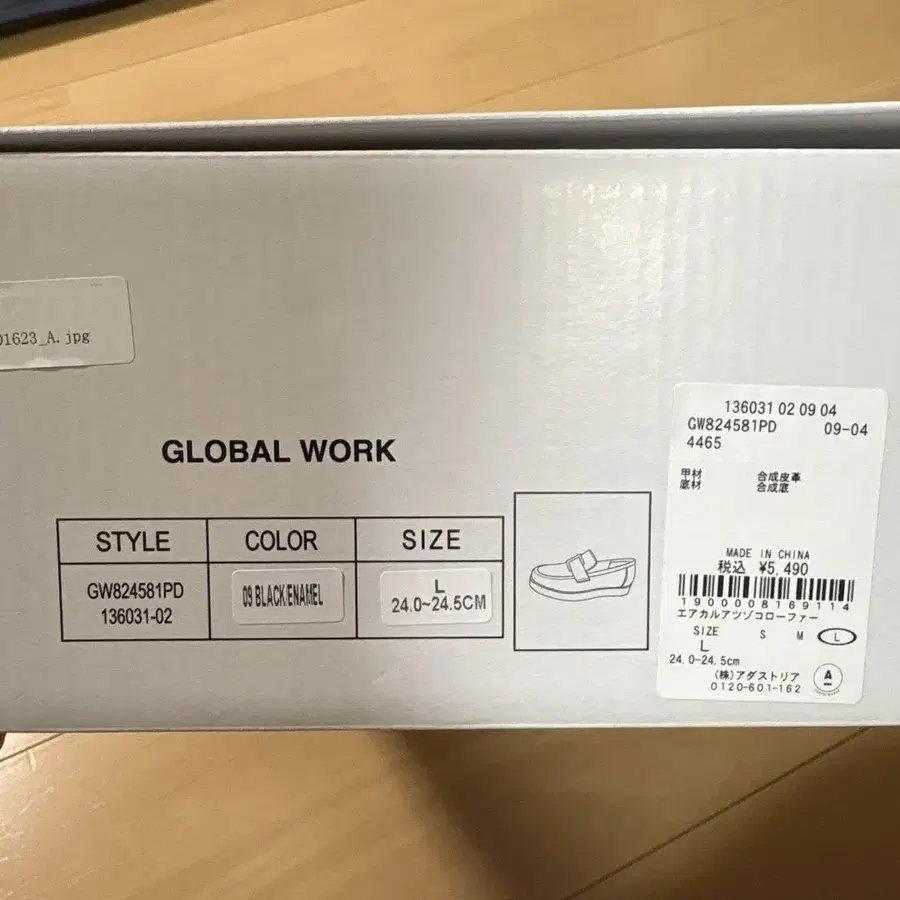 01623_A.jpg
GLOBAL WORK
STYLE COLOR SIZE
GW824581PD
136031-02
09 BLACK ENAMEL
L
24.0~24.5CM
136031 02 09 04
GW824581PD 09-04
4465
甲材 合成皮革
底材 合成底
MADE IN CHINA
税込 ¥5,490
1900008169114
エアカルアツゾコローファー
SIZE S M L
L
24.0-24.5cm
(株)アダストリア
0120-601-162
A